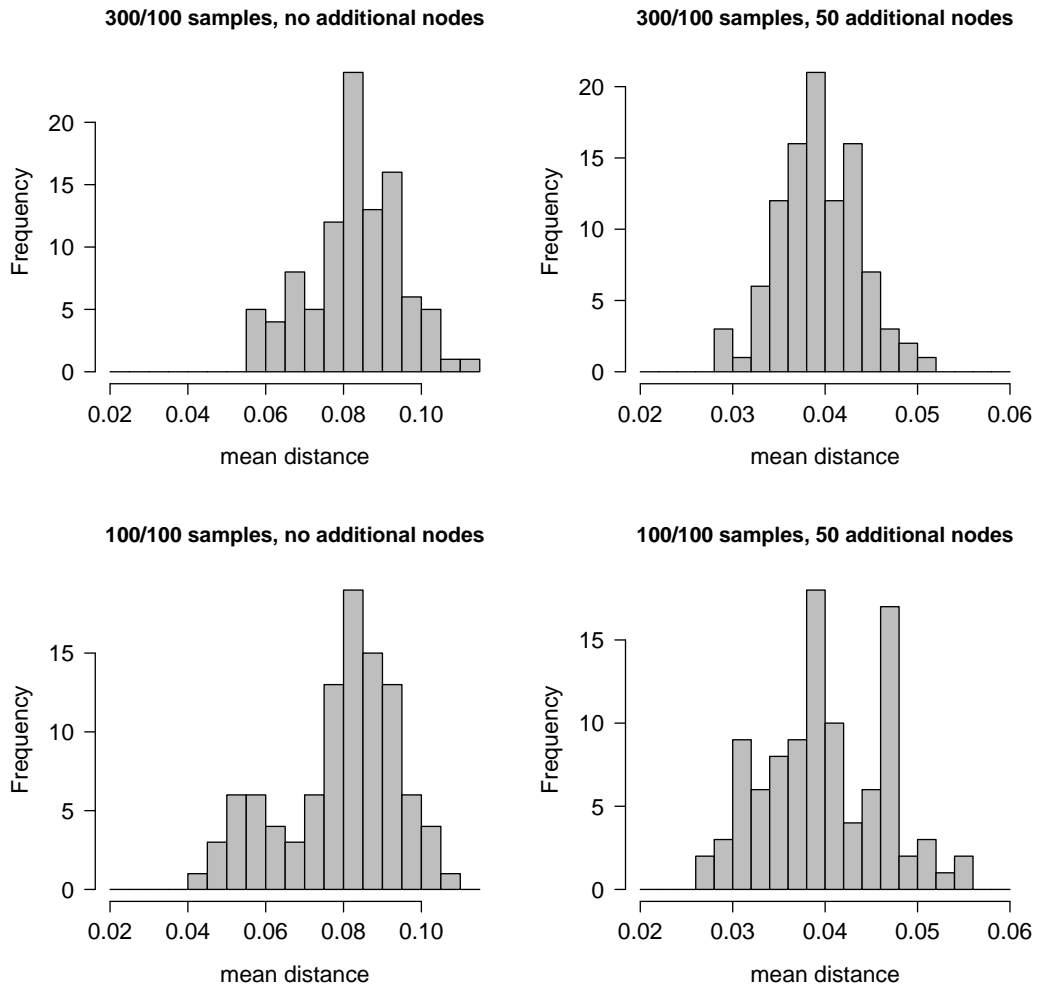 300/100 samples, no additional nodes
Frequency
20
15
10
5
0
0.02 0.04 0.06 0.08 0.10
mean distance
300/100 samples, 50 additional nodes
Frequency
20
15
10
5
0
0.02 0.03 0.04 0.05 0.06
mean distance
100/100 samples, no additional nodes
Frequency
15
10
5
0
0.02 0.04 0.06 0.08 0.10
mean distance
100/100 samples, 50 additional nodes
Frequency
15
10
5
0
0.02 0.03 0.04 0.05 0.06
mean distance